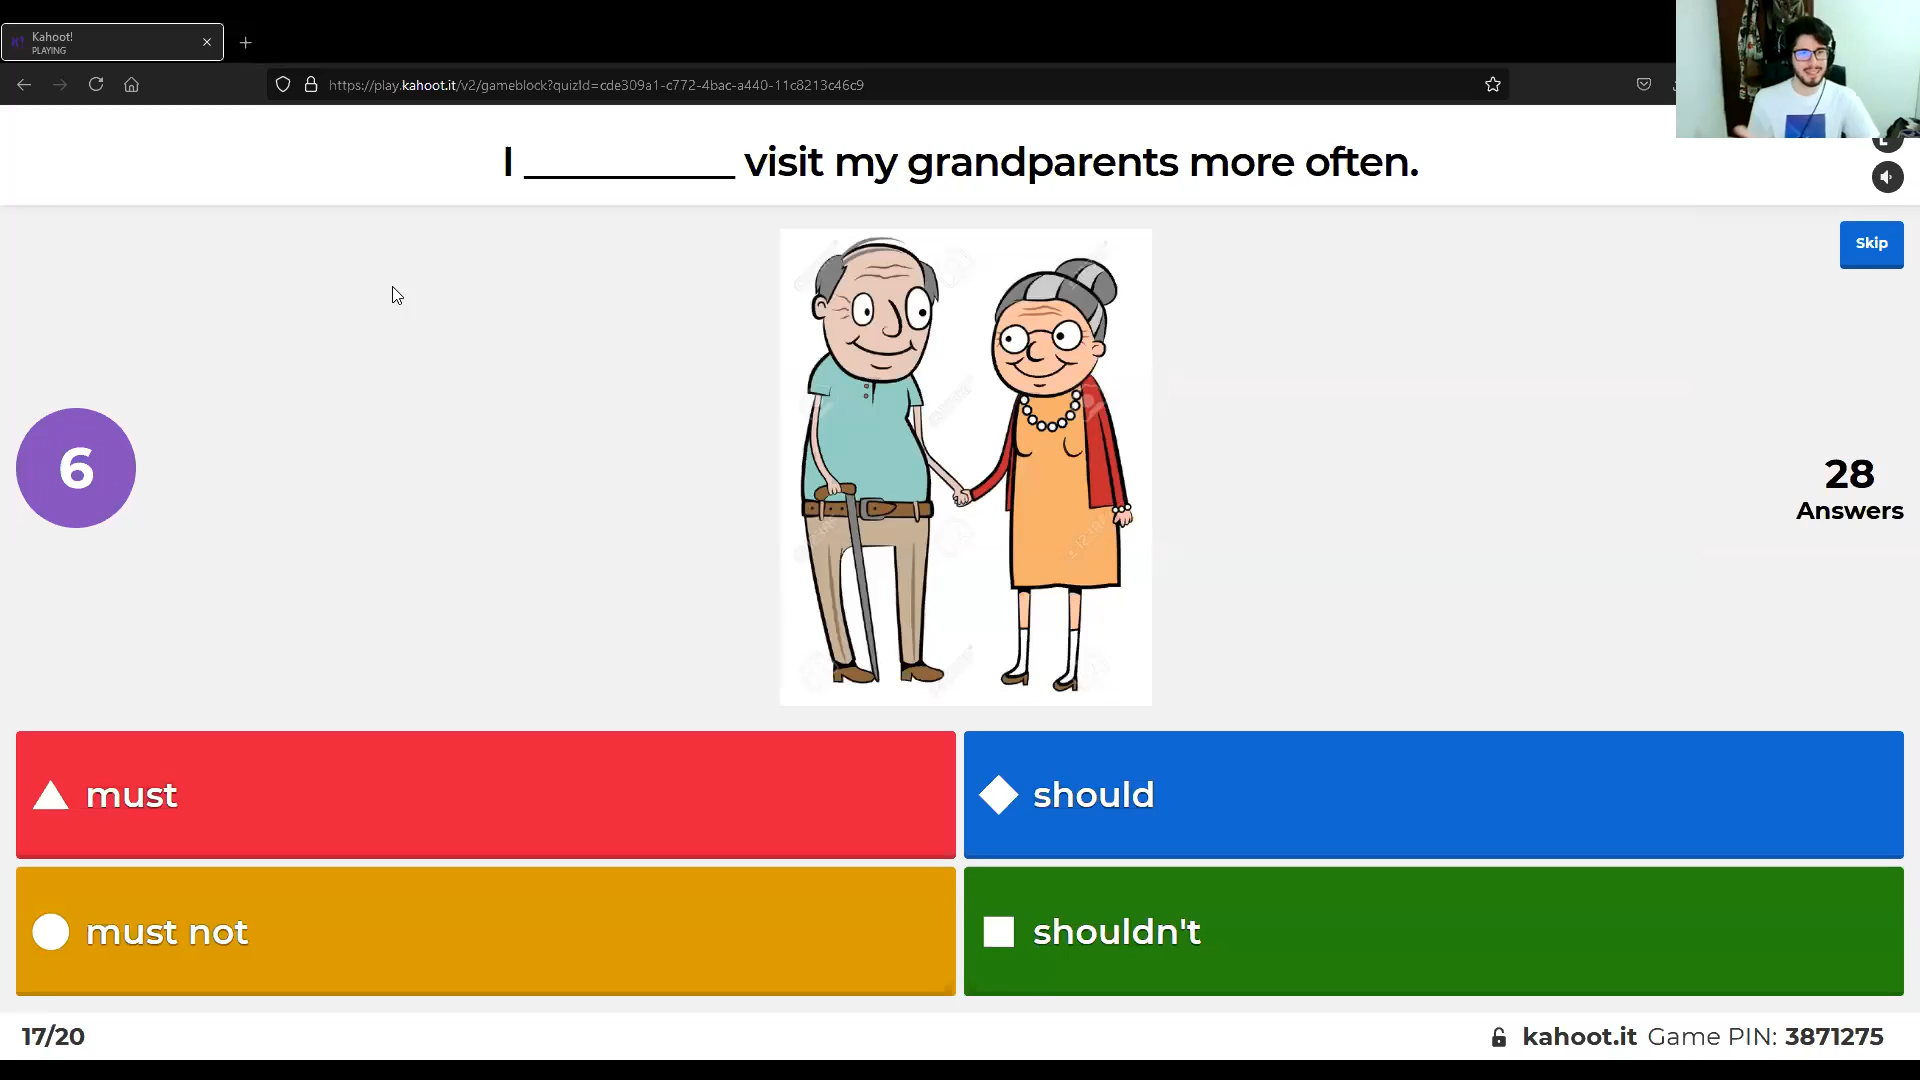 Kahoot!
PLAYING
https://play.kahoot.it/v2/gameblock?quizId=cde309a1-c772-4bac-a440-11c8213c46c9
I __________ visit my grandparents more often.
Skip
6
28
Answers
must
should
must not
shouldn't
17/20
kahoot.it Game PIN: 3871275